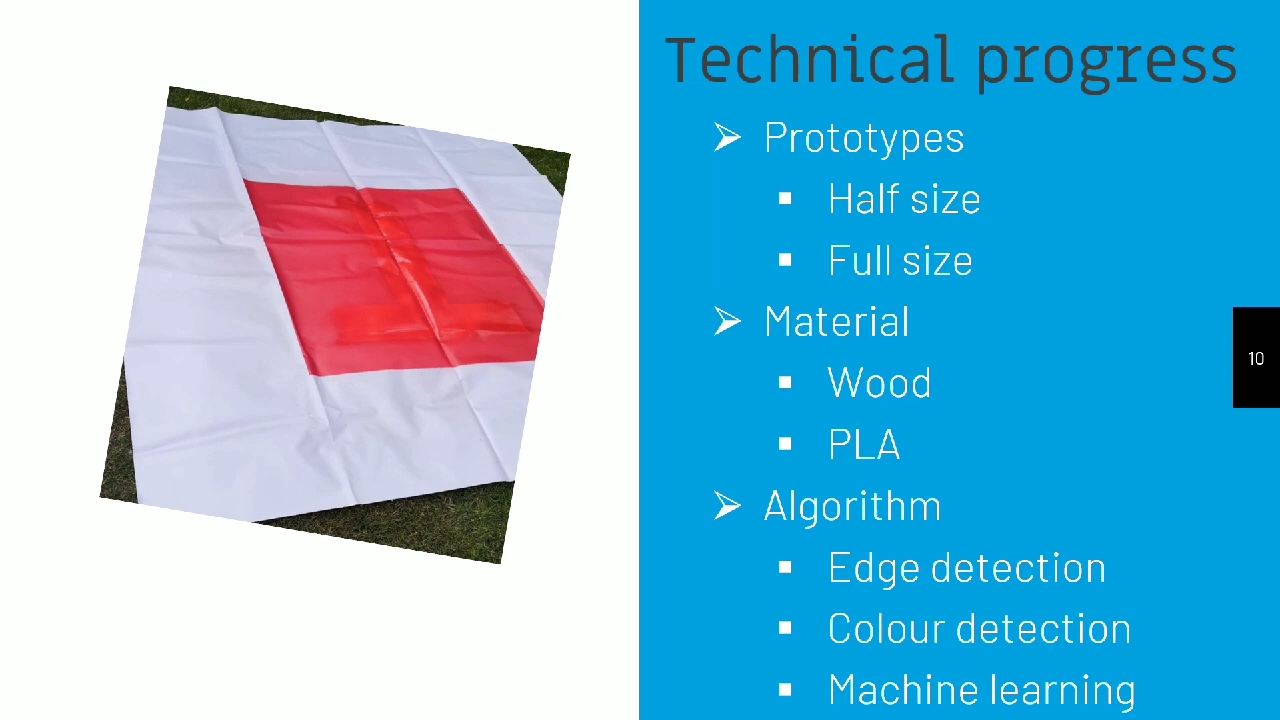 Technical progress
Prototypes
Half size
Full size
Material
Wood
PLA
Algorithm
Edge detection
Colour detection
Machine learning
10